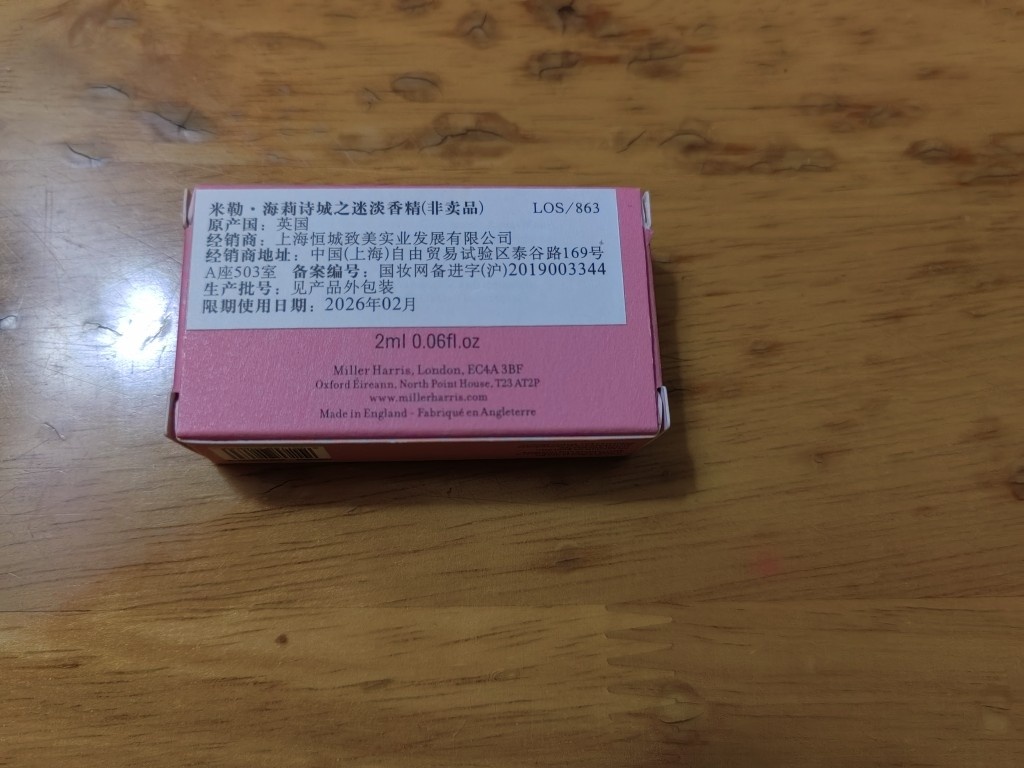 米勒·海莉诗城之迷淡香精(非卖品) LOS/863
原产国：英国
经销商：上海恒城致美实业发展有限公司
经销商地址：中国(上海)自由贸易试验区泰谷路169号
A座503室 备案编号：国妆网备进字(沪)2019003344
生产批号：见产品外包装
限期使用日期：2026年02月
2ml 0.06fl.oz
Miller Harris, London, EC4A 3BF
Oxford Éireann, North Point House, T23 AT2P
www.millerharris.com
Made in England - Fabriqué en Angleterre